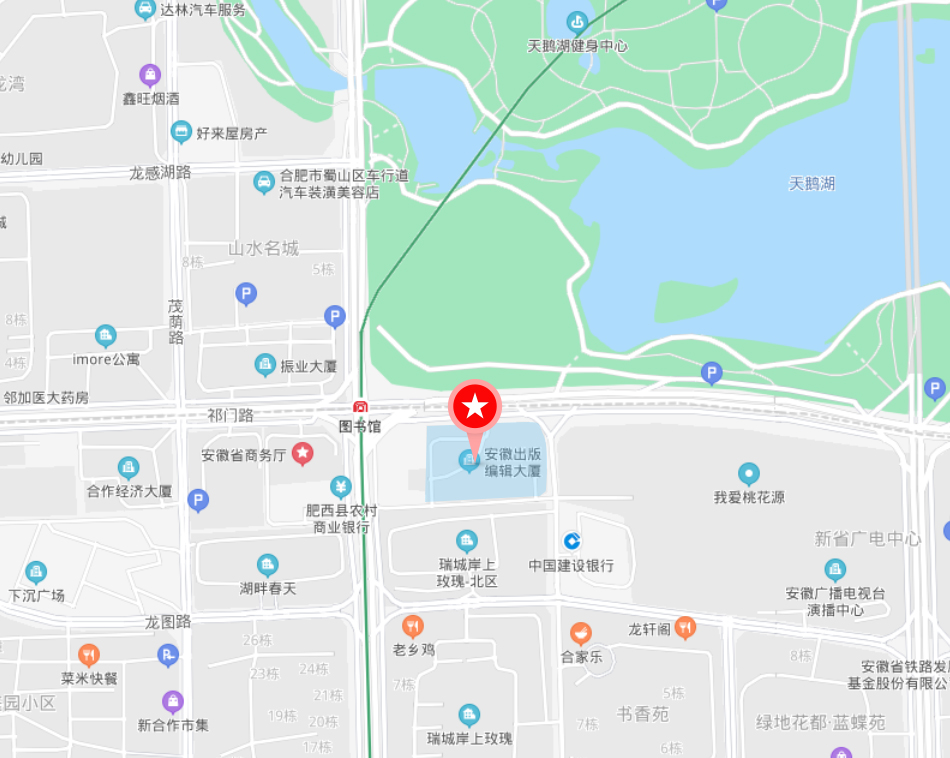 达林汽车服务
天鹅湖健身中心
龙湾
鑫旺烟酒
好来屋房产
幼儿园
龙感湖路
合肥市蜀山区车行道
汽车装潢美容店
天鹅湖
城
山水名城
8栋
5栋
茂荫路
8栋
imore公寓
4栋
振业大厦
邻加医大药房
祁门路
图书馆
安徽省商务厅
安徽出版
编辑大厦
合作经济大厦
我爱桃花源
肥西县农村
商业银行
新省广电中心
瑞城岸上
玫瑰-北区
中国建设银行
湖畔春天
下沉广场
安徽广播电视台
演播中心
龙图路
龙轩阁
26栋
老乡鸡
合家乐
8栋
安徽省铁路发
基金股份有限公
菜米快餐
23栋
24栋
7栋
5栋
21栋
园小区
19栋
20栋
新合作市集
书香苑
7栋
绿地花都·蓝蝶苑
17栋
瑞城岸上玫瑰
6栋